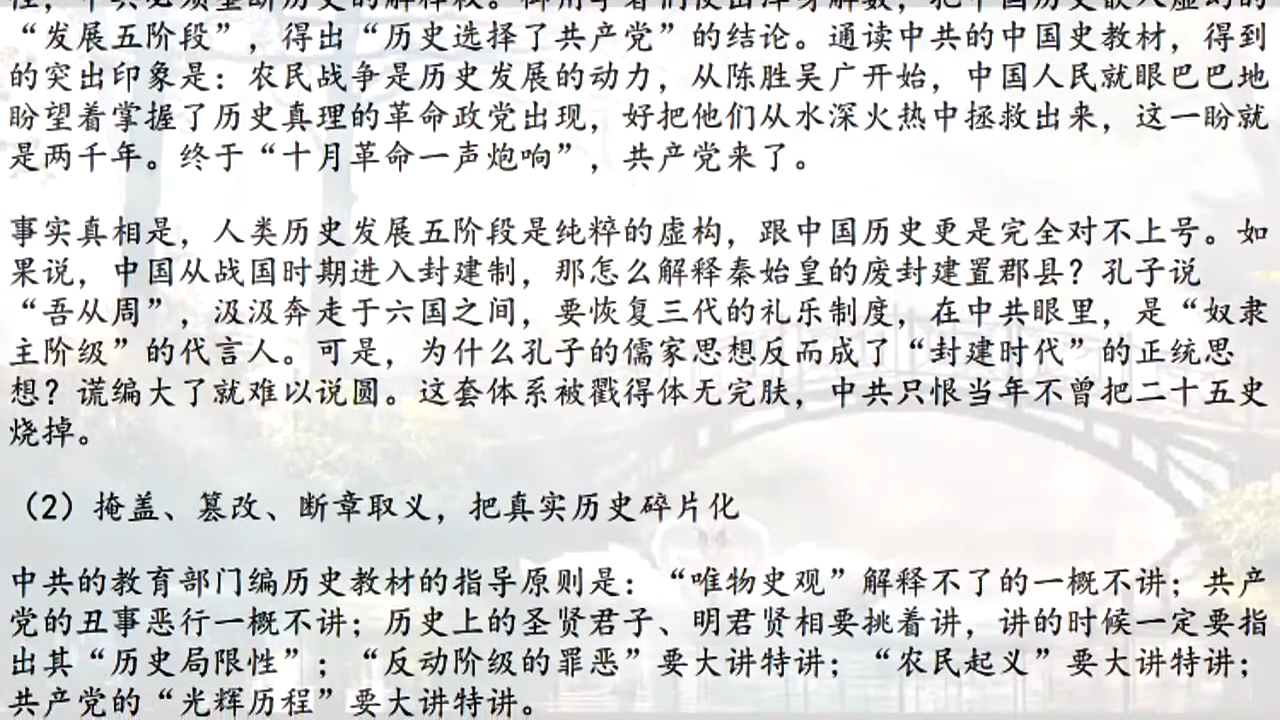 “发展五阶段”，得出“历史选择了共产党”的结论。通读中共的中国史教材，得到
的突出印象是：农民战争是历史发展的动力，从陈胜吴广开始，中国人民就眼巴巴地
盼望着掌握了历史真理的革命政党出现，好把他们从水深火热中拯救出来，这一盼就
是两千年。终于“十月革命一声炮响”，共产党来了。
事实真相是，人类历史发展五阶段是纯粹的虚构，跟中国历史更是完全对不上号。如
果说，中国从战国时期进入封建制，那怎么解释秦始皇的废封建置郡县？孔子说
“吾从周”，汲汲奔走于六国之间，要恢复三代的礼乐制度，在中共眼里，是“奴隶
主阶级”的代言人。可是，为什么孔子的儒家思想反而成了“封建时代”的正统思
想？谎编大了就难以说圆。这套体系被戳得体无完肤，中共只恨当年不曾把二十五史
烧掉。
（2）掩盖、篡改、断章取义，把真实历史碎片化
中共的教育部门编历史教材的指导原则是：“唯物史观”解释不了的一概不讲；共产
党的丑事恶行一概不讲；历史上的圣贤君子、明君贤相要挑着讲，讲的时候一定要指
出其“历史局限性”；“反动阶级的罪恶”要大讲特讲；“农民起义”要大讲特讲；
共产党的“光辉历程”要大讲特讲。